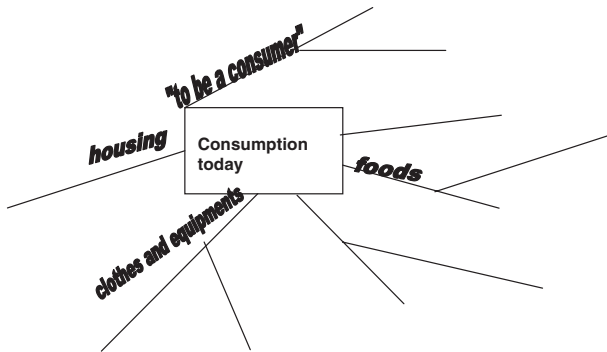 "to be a consumer"
housing
Consumption
today
foods
clothes and equipments